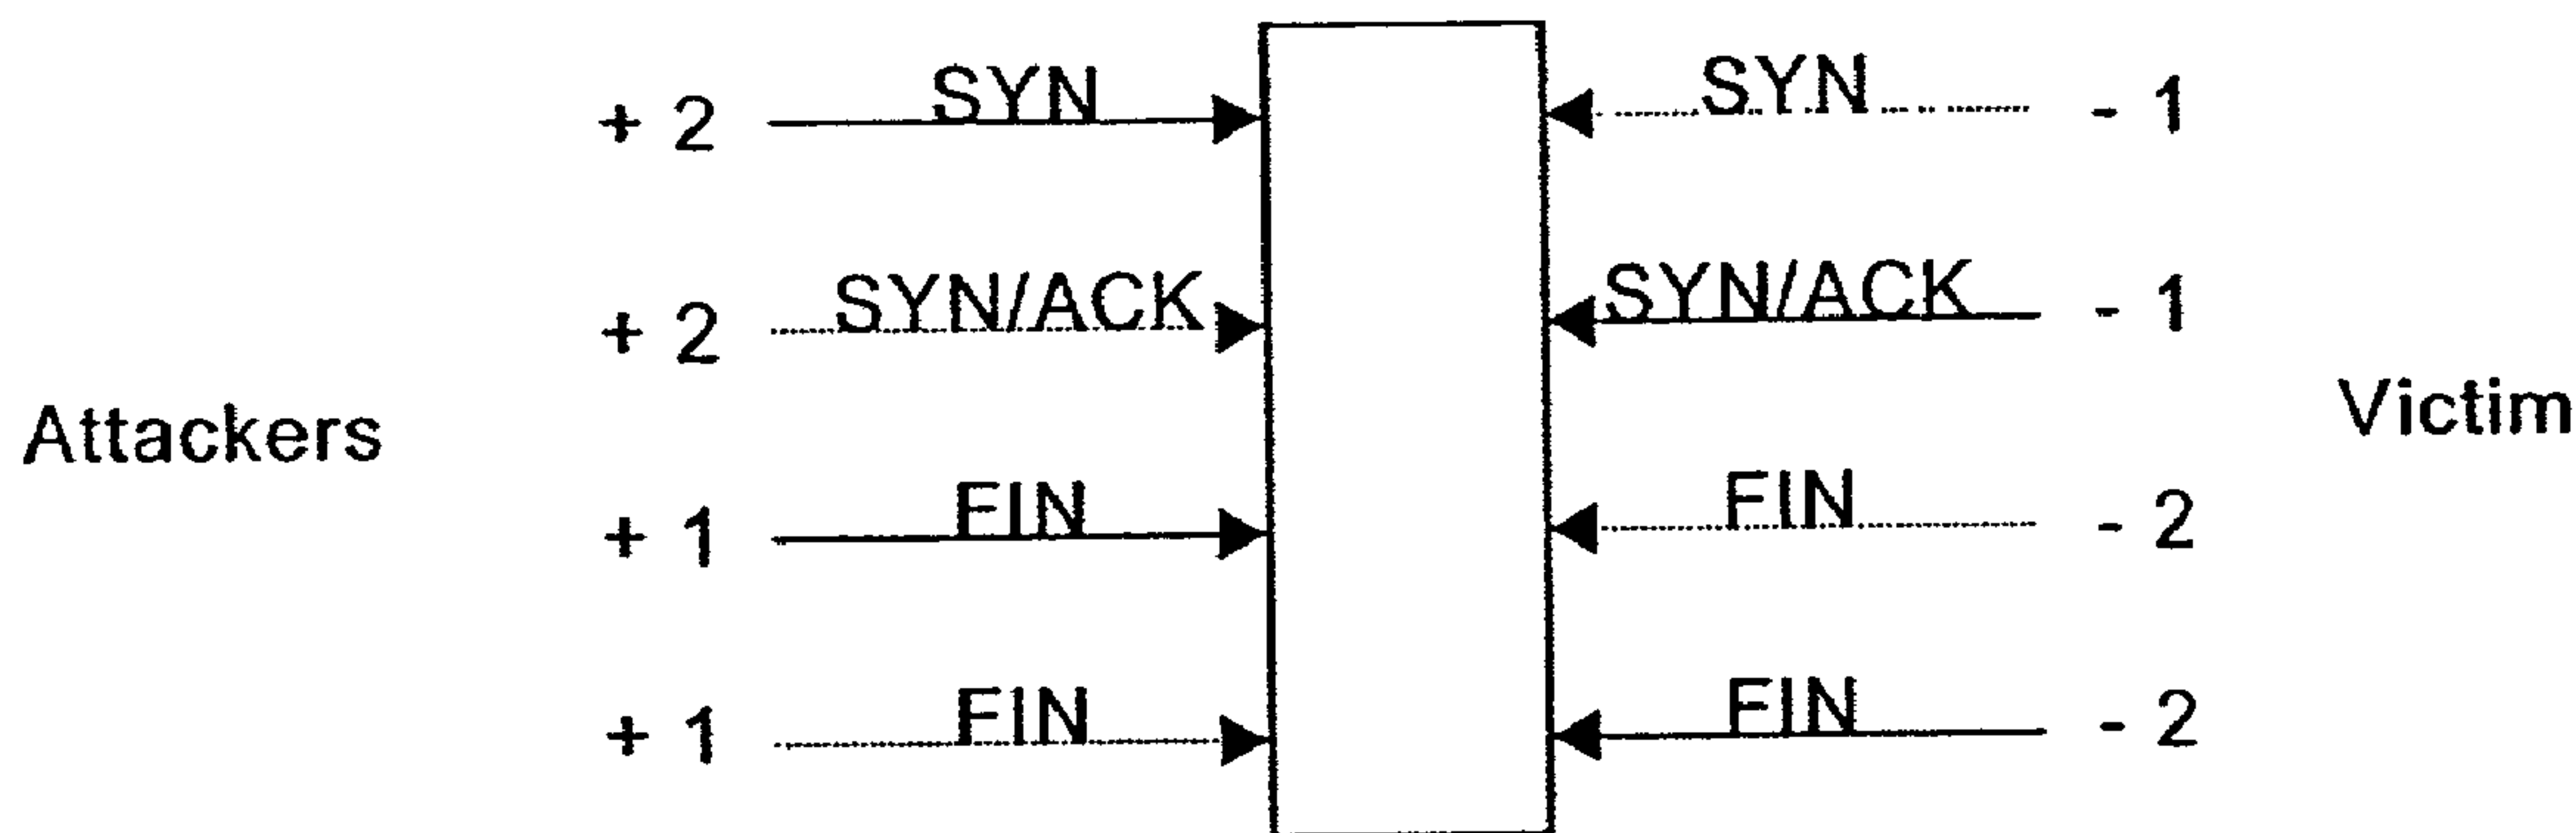 + 2 SYN SYN - 1
+ 2 SYN/ACK SYN/ACK - 1
Attackers Victim
+ 1 FIN FIN - 2
+ 1 FIN FIN - 2